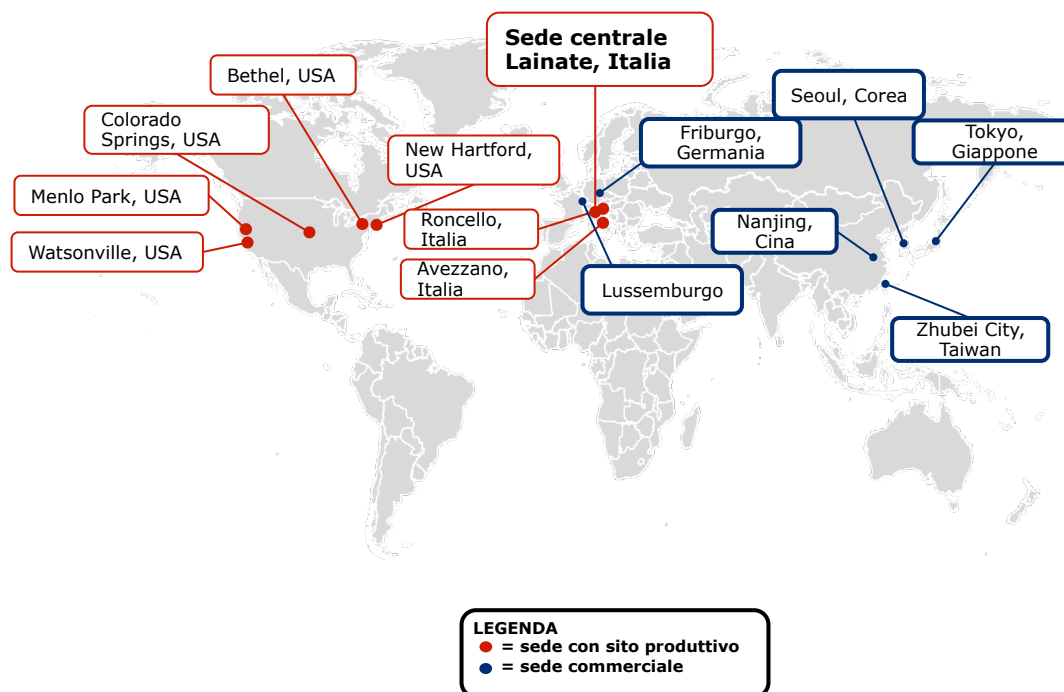 Sede centrale
Lainate, Italia
Bethel, USA
Seoul, Corea
Colorado
Springs, USA
Friburgo,
Germania
Tokyo,
Giappone
New Hartford,
USA
Menlo Park, USA
Roncello,
Italia
Nanjing,
Cina
Watsonville, USA
Avezzano,
Italia
Lussemburgo
Zhubei City,
Taiwan
LEGENDA
= sede con sito produttivo
= sede commerciale